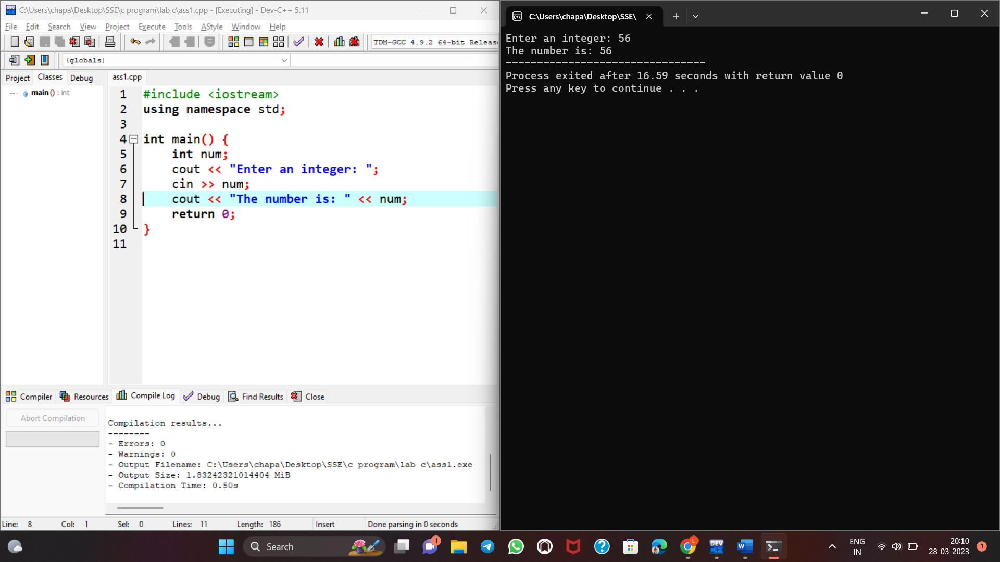 C:\Users\chapa\Desktop\SSE\c program\lab c\ass1.cpp - [Executing] - Dev-C++ 5.11
File Edit Search View Project Execute Tools AStyle Window Help
TDM-GCC 4.9.2 64-bit Release
(globals)
Project Classes Debug
main () : int
ass1.cpp
1 #include <iostream>
2 using namespace std;
3
4 int main() {
5 int num;
6 cout << "Enter an integer: ";
7 cin >> num;
8 cout << "The number is: " << num;
9 return 0;
10 }
11
Compiler Resources Compile Log Debug Find Results Close
Abort Compilation
Compilation results...
--------
- Errors: 0
- Warnings: 0
- Output Filename: C:\Users\chapa\Desktop\SSE\c program\lab c\ass1.exe
- Output Size: 1.83242321014404 MiB
- Compilation Time: 0.50s
Line: 8 Col: 1 Sel: 0 Lines: 11 Length: 186 Insert Done parsing in 0 seconds
C:\Users\chapa\Desktop\SSE\
Enter an integer: 56
The number is: 56
--------------------------------
Process exited after 16.59 seconds with return value 0
Press any key to continue . . .
Search
1
L
DEV
C++
W
ENG
IN
20:10
28-03-2023
1